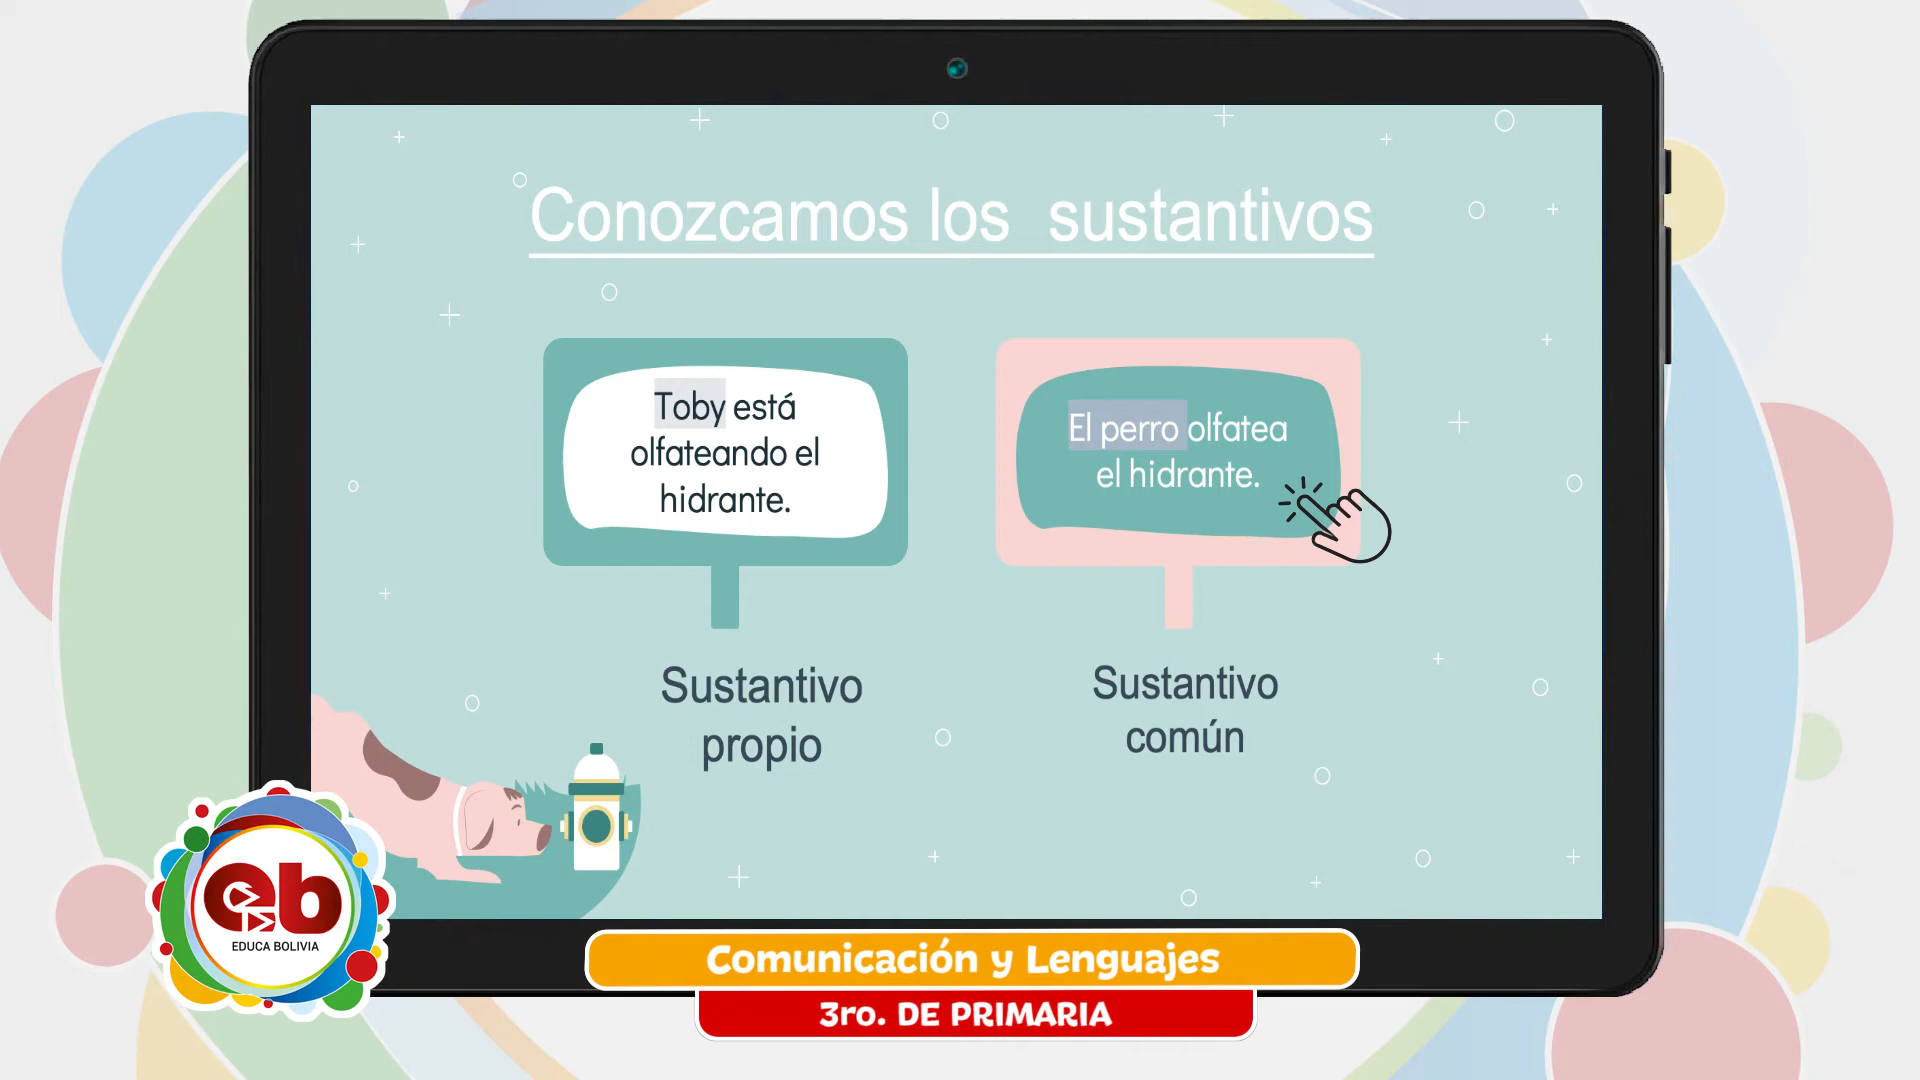 Conozcamos los sustantivos
Toby está
olfateando el
hidrante.
El perro olfatea
el hidrante.
Sustantivo
propio
Sustantivo
común
eb
EDUCA BOLIVIA
Comunicación y Lenguajes
3ro. DE PRIMARIA